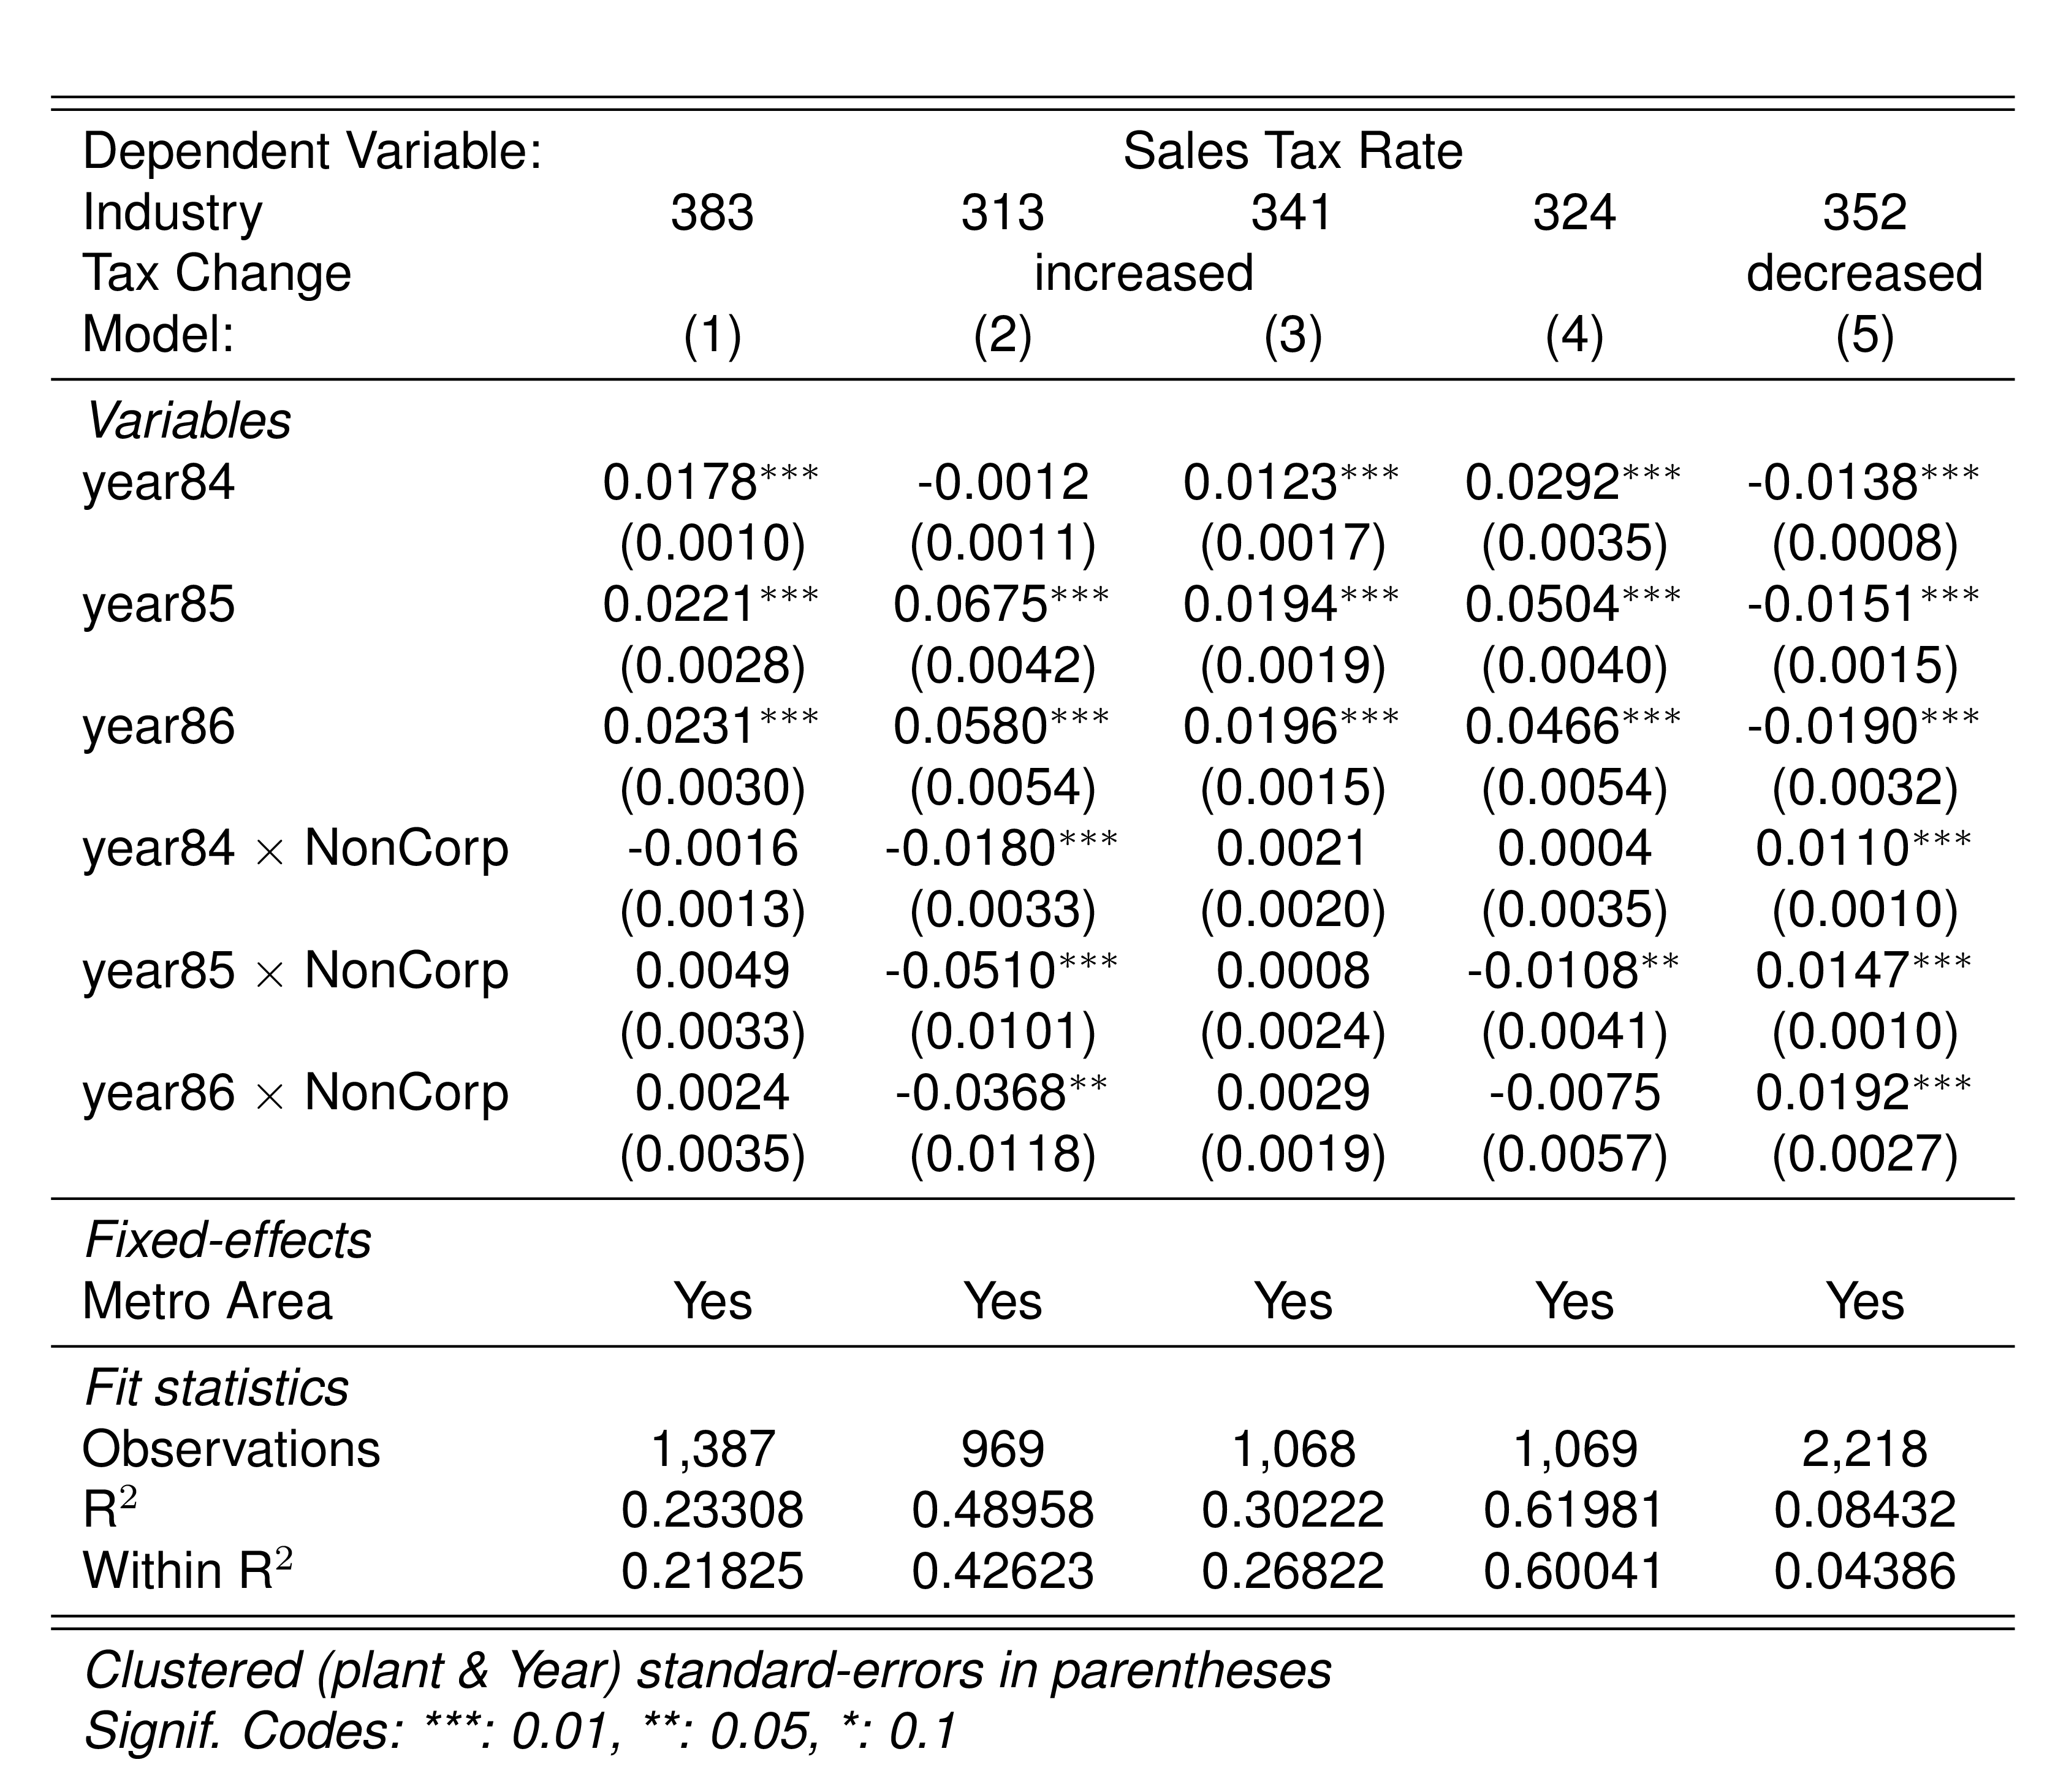 Dependent Variable: Sales Tax Rate
Industry 383 313 341 324 352
Tax Change increased decreased
Model: (1) (2) (3) (4) (5)
Variables
year84 0.0178*** -0.0012 0.0123*** 0.0292*** -0.0138***
(0.0010) (0.0011) (0.0017) (0.0035) (0.0008)
year85 0.0221*** 0.0675*** 0.0194*** 0.0504*** -0.0151***
(0.0028) (0.0042) (0.0019) (0.0040) (0.0015)
year86 0.0231*** 0.0580*** 0.0196*** 0.0466*** -0.0190***
(0.0030) (0.0054) (0.0015) (0.0054) (0.0032)
year84 × NonCorp -0.0016 -0.0180*** 0.0021 0.0004 0.0110***
(0.0013) (0.0033) (0.0020) (0.0035) (0.0010)
year85 × NonCorp 0.0049 -0.0510*** 0.0008 -0.0108** 0.0147***
(0.0033) (0.0101) (0.0024) (0.0041) (0.0010)
year86 × NonCorp 0.0024 -0.0368** 0.0029 -0.0075 0.0192***
(0.0035) (0.0118) (0.0019) (0.0057) (0.0027)
Fixed-effects
Metro Area Yes Yes Yes Yes Yes
Fit statistics
Observations 1,387 969 1,068 1,069 2,218
R² 0.23308 0.48958 0.30222 0.61981 0.08432
Within R² 0.21825 0.42623 0.26822 0.60041 0.04386
Clustered (plant & Year) standard-errors in parentheses
Signif. Codes: ***: 0.01, **: 0.05, *: 0.1